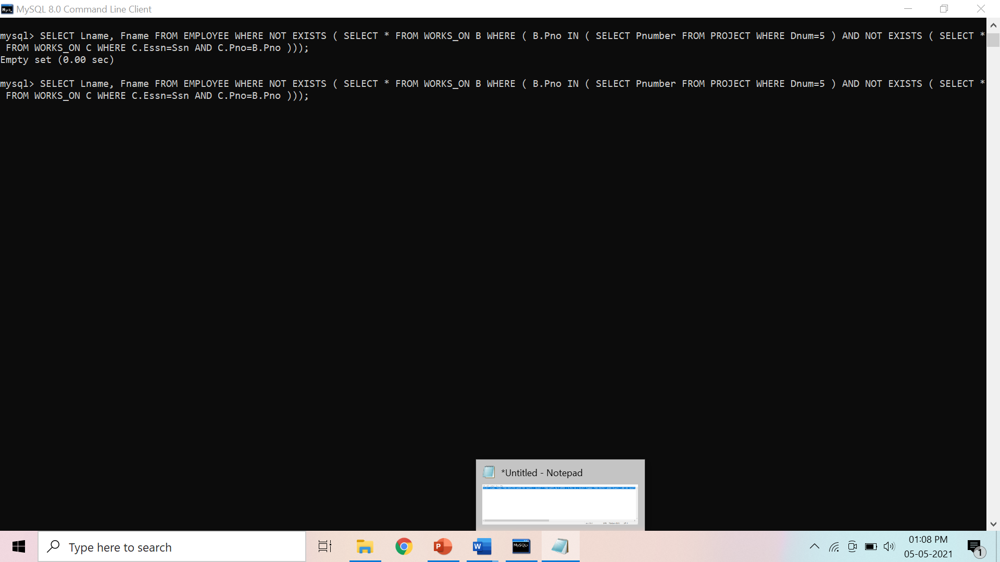 MySQL 8.0 Command Line Client
mysql> SELECT Lname, Fname FROM EMPLOYEE WHERE NOT EXISTS ( SELECT * FROM WORKS_ON B WHERE ( B.Pno IN ( SELECT Pnumber FROM PROJECT WHERE Dnum=5 ) AND NOT EXISTS ( SELECT *
FROM WORKS_ON C WHERE C.Essn=Ssn AND C.Pno=B.Pno )));
Empty set (0.00 sec)
mysql> SELECT Lname, Fname FROM EMPLOYEE WHERE NOT EXISTS ( SELECT * FROM WORKS_ON B WHERE ( B.Pno IN ( SELECT Pnumber FROM PROJECT WHERE Dnum=5 ) AND NOT EXISTS ( SELECT *
FROM WORKS_ON C WHERE C.Essn=Ssn AND C.Pno=B.Pno )));
*Untitled - Notepad
Type here to search
P
W
MySQL>
01:08 PM
05-05-2021
1